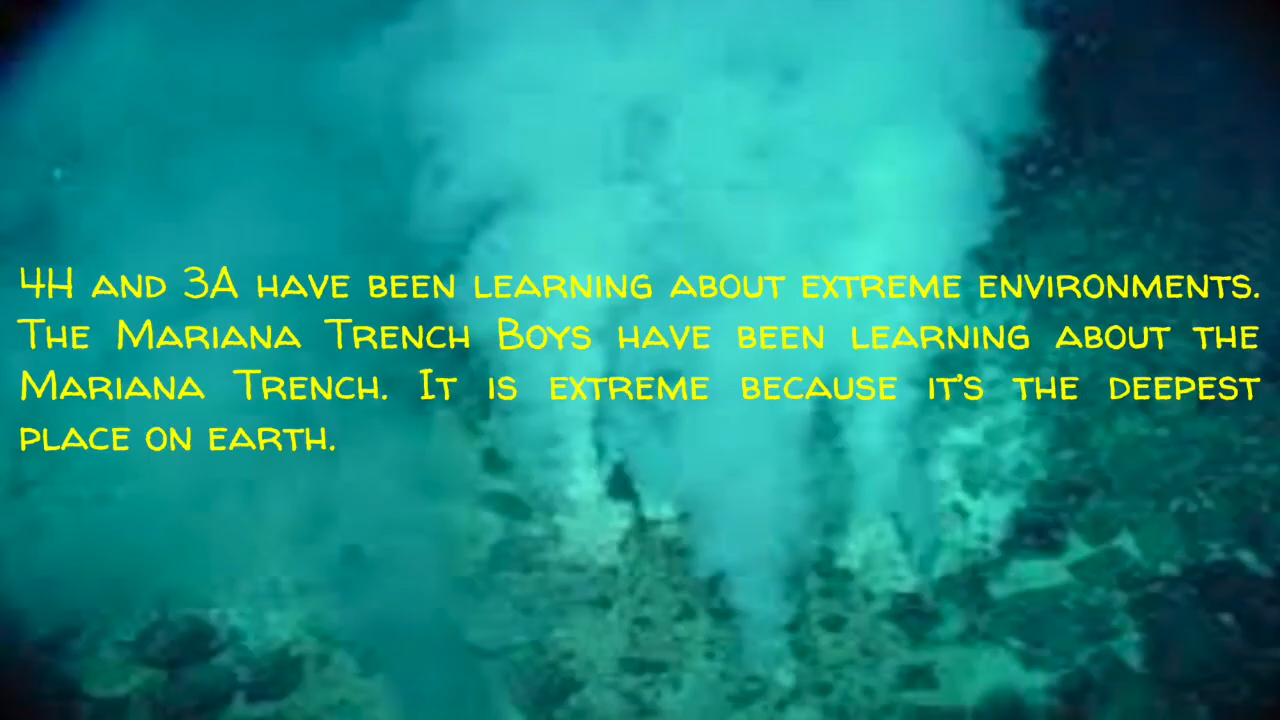 4H and 3A have been learning about extreme environments.
The Mariana Trench Boys have been learning about the
Mariana Trench. It is extreme because it's the deepest
place on earth.